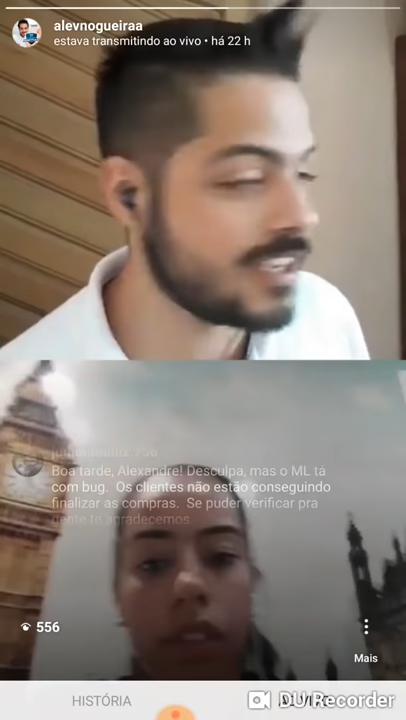 alevnogueiraa
estava transmitindo ao vivo • há 22 h
Boa tarde, Alexandre! Desculpa, mas o ML tá
com bug. Os clientes não estão conseguindo
finalizar as compras. Se puder verificar pra
gente te agradecemos
556
Mais
HISTÓRIA
DU Recorder